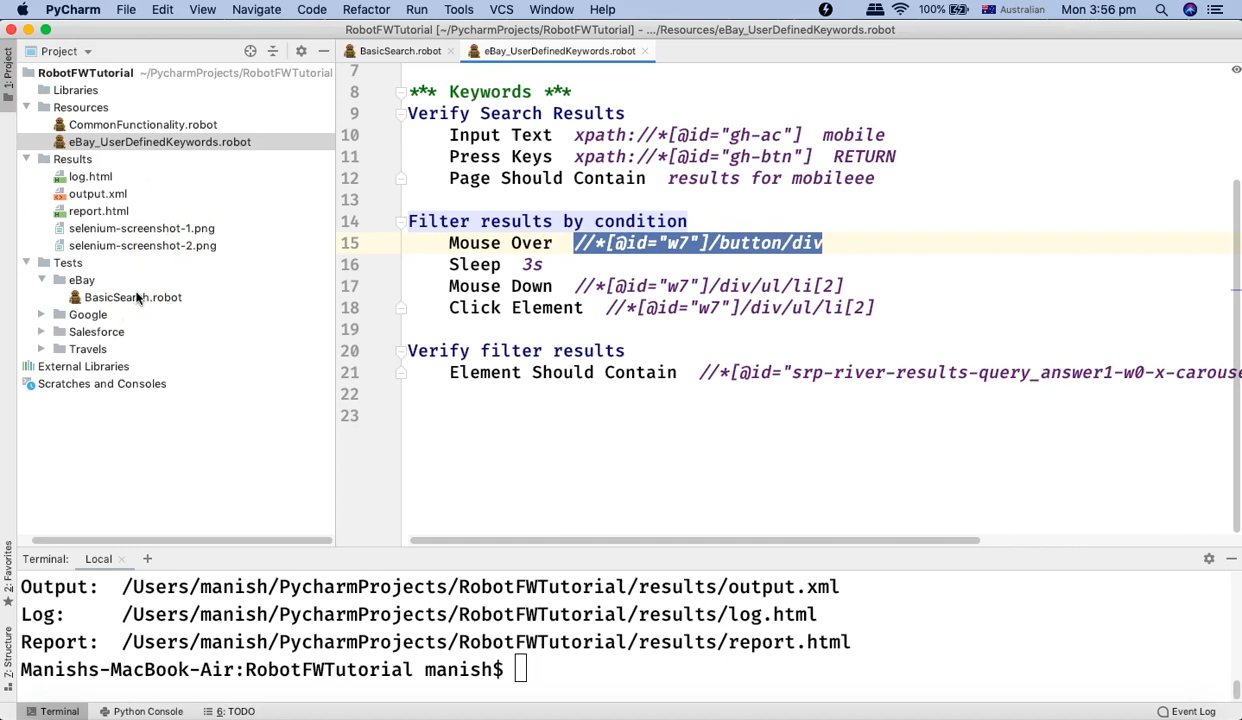 PyCharm File Edit View Navigate Code Refactor Run Tools VCS Window Help 100% Australian Mon 3:56 pm
RobotFWTutorial [~/PycharmProjects/RobotFWTutorial] - .../Resources/eBay_UserDefinedKeywords.robot
Project
BasicSearch.robot
eBay_UserDefinedKeywords.robot
1: Project
RobotFWTutorial ~/PycharmProjects/RobotFWTutorial
Libraries
Resources
CommonFunctionality.robot
eBay_UserDefinedKeywords.robot
Results
log.html
output.xml
report.html
selenium-screenshot-1.png
selenium-screenshot-2.png
Tests
eBay
BasicSearch.robot
Google
Salesforce
Travels
External Libraries
Scratches and Consoles
7
8 *** Keywords ***
9 Verify Search Results
10 Input Text xpath://*[@id="gh-ac"] mobile
11 Press Keys xpath://*[@id="gh-btn"] RETURN
12 Page Should Contain results for mobileee
13
14 Filter results by condition
15 Mouse Over //*[@id="w7"]/button/div
16 Sleep 3s
17 Mouse Down //*[@id="w7"]/div/ul/li[2]
18 Click Element //*[@id="w7"]/div/ul/li[2]
19
20 Verify filter results
21 Element Should Contain //*[@id="srp-river-results-query_answer1-w0-x-carouse
22
23
2: Favorites
Z: Structure
Terminal: Local
Output: /Users/manish/PycharmProjects/RobotFWTutorial/results/output.xml
Log: /Users/manish/PycharmProjects/RobotFWTutorial/results/log.html
Report: /Users/manish/PycharmProjects/RobotFWTutorial/results/report.html
Manishs-MacBook-Air:RobotFWTutorial manish$
Terminal Python Console 6: TODO Event Log